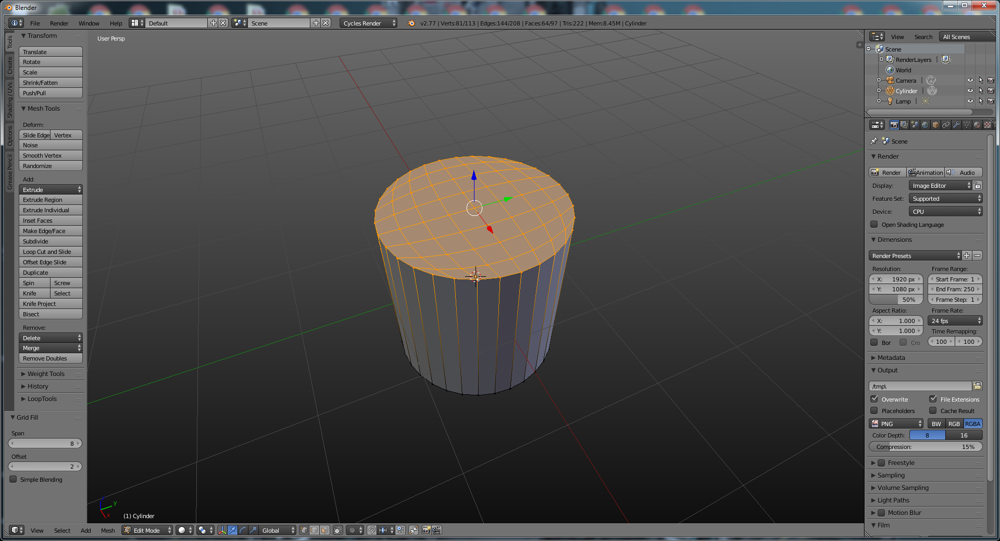 Blender
File Render Window Help Default Scene Cycles Render v2.77 | Verts:81/113 | Edges:144/208 | Faces:64/97 | Tris:222 | Mem:8.45M | Cylinder
Tools
Create
Shading / UVs
Options
Grease Pencil
Transform
Translate
Rotate
Scale
Shrink/Fatten
Push/Pull
Mesh Tools
Deform:
Slide Edge Vertex
Noise
Smooth Vertex
Randomize
Add:
Extrude
Extrude Region
Extrude Individual
Inset Faces
Make Edge/Face
Subdivide
Loop Cut and Slide
Offset Edge Slide
Duplicate
Spin Screw
Knife Select
Knife Project
Bisect
Remove:
Delete
Merge
Remove Doubles
Weight Tools
History
LoopTools
Grid Fill
Span
8
Offset
2
Simple Blending
User Persp
y
x
(1) Cylinder
View Select Add Mesh Edit Mode Global
View Search All Scenes
Scene
RenderLayers |
World
Camera |
Cylinder |
Lamp |
Scene
Render
Render Animation Audio
Display: Image Editor
Feature Set: Supported
Device: CPU
Open Shading Language
Dimensions
Render Presets
Resolution: Frame Range:
X: 1920 px Start Frame: 1
Y: 1080 px End Fram: 250
50% Frame Step: 1
Aspect Ratio: Frame Rate:
X: 1.000 24 fps
Y: 1.000 Time Remapping:
Bor Cro 100 100
Metadata
Output
/tmp\
Overwrite File Extensions
Placeholders Cache Result
PNG BW RGB RGBA
Color Depth: 8 16
Compression: 15%
Freestyle
Sampling
Volume Sampling
Light Paths
Motion Blur
Film